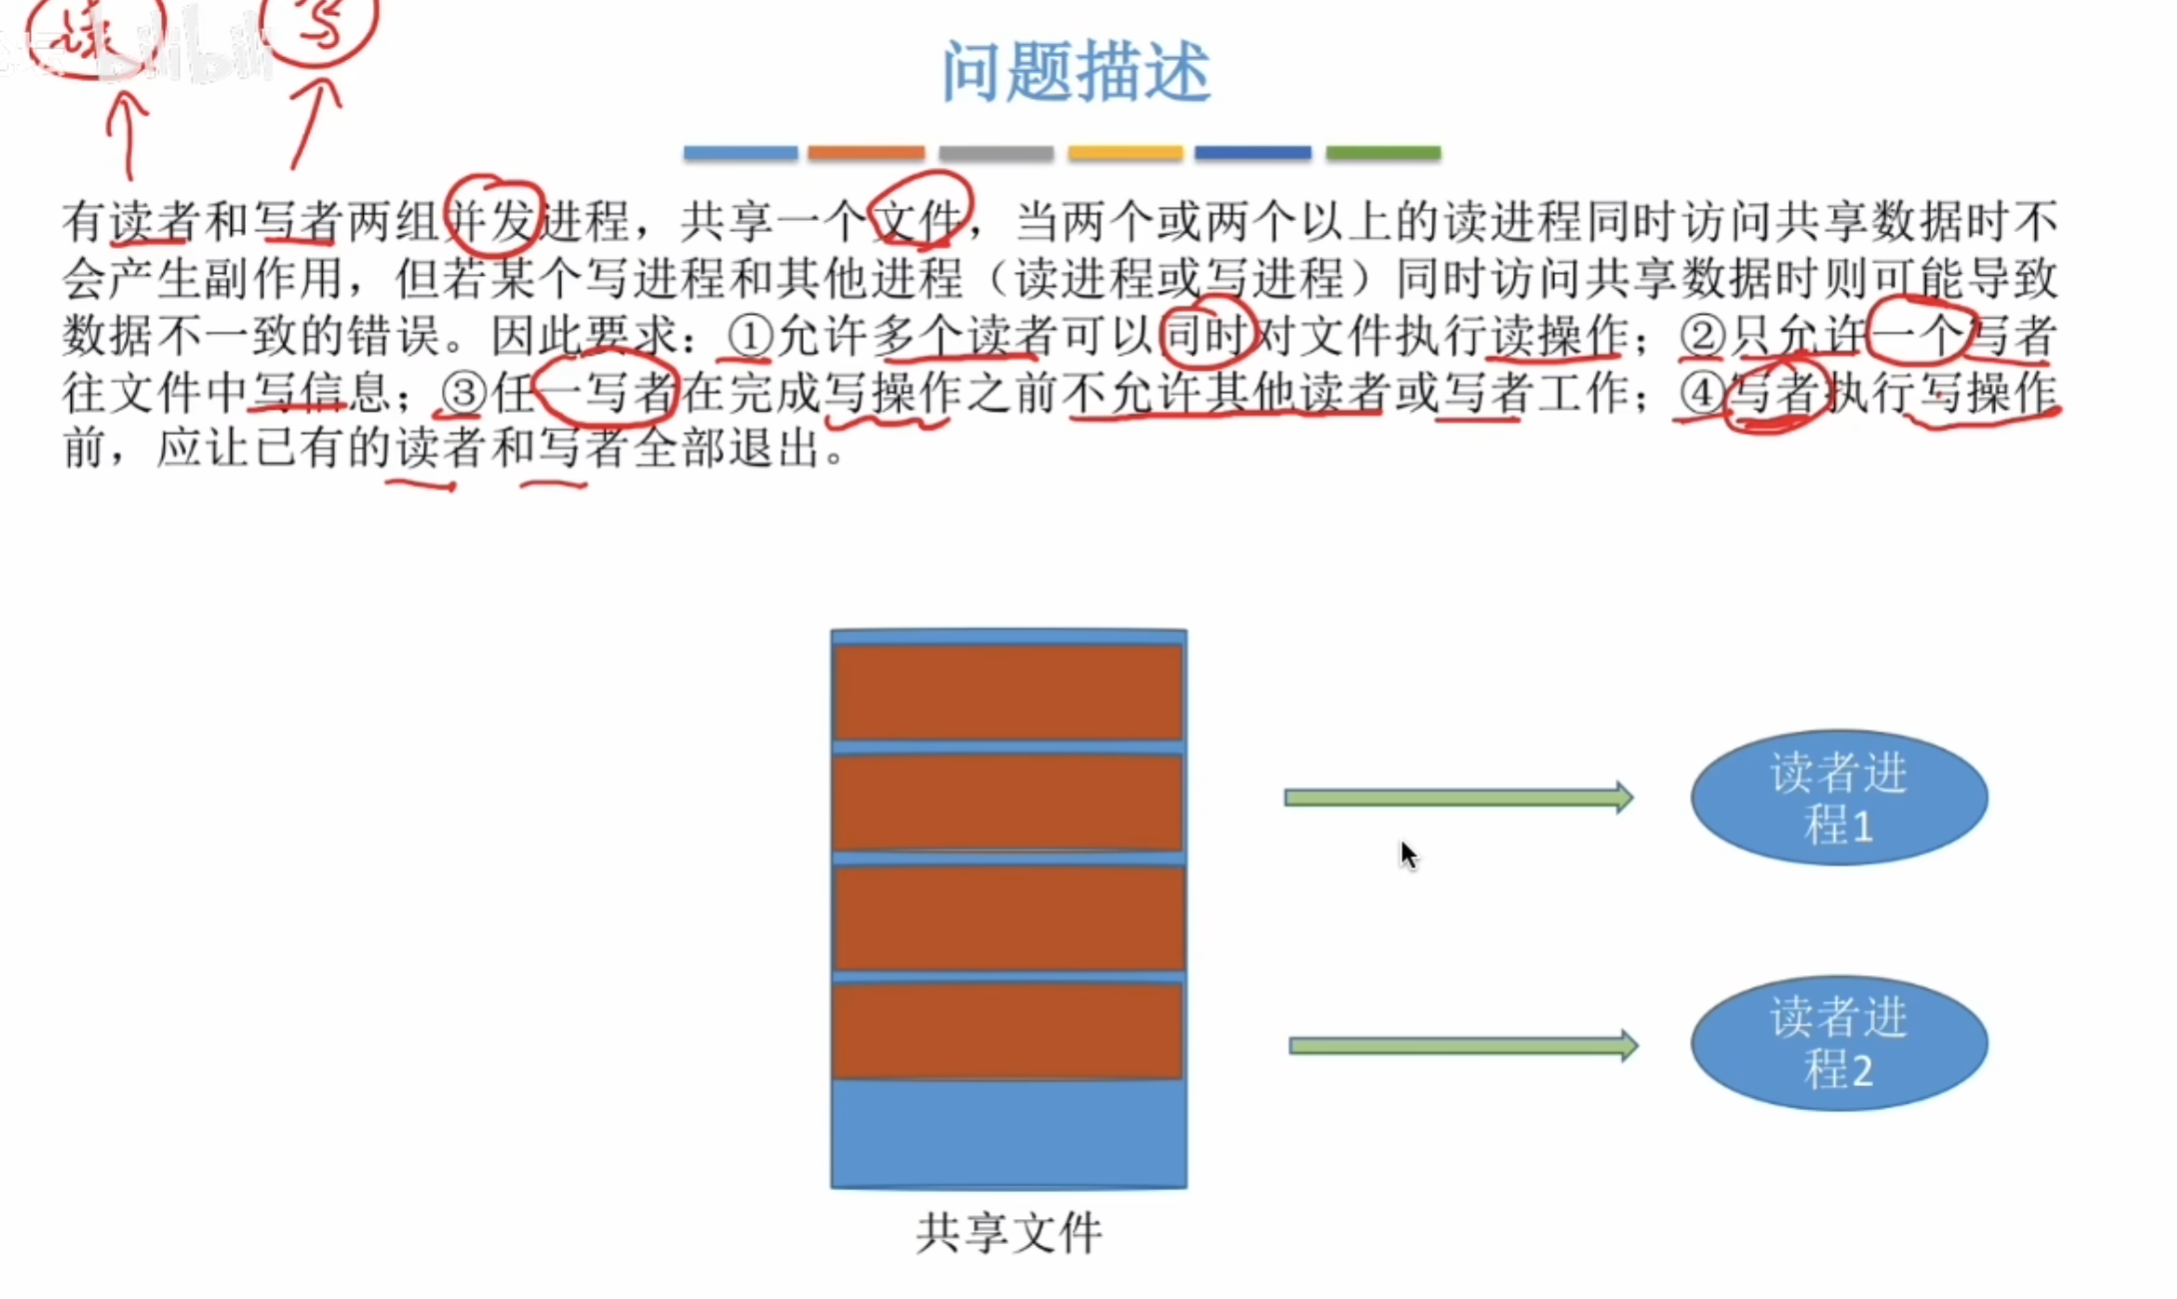 读
写
坛 bilibili
问题描述
有读者和写者两组并发进程，共享一个文件，当两个或两个以上的读进程同时访问共享数据时不
会产生副作用，但若某个写进程和其他进程（读进程或写进程）同时访问共享数据时则可能导致
数据不一致的错误。因此要求：①允许多个读者可以同时对文件执行读操作；②只允许一个写者
往文件中写信息；③任一写者在完成写操作之前不允许其他读者或写者工作；④写者执行写操作
前，应让已有的读者和写者全部退出。
读者进
程1
读者进
程2
共享文件